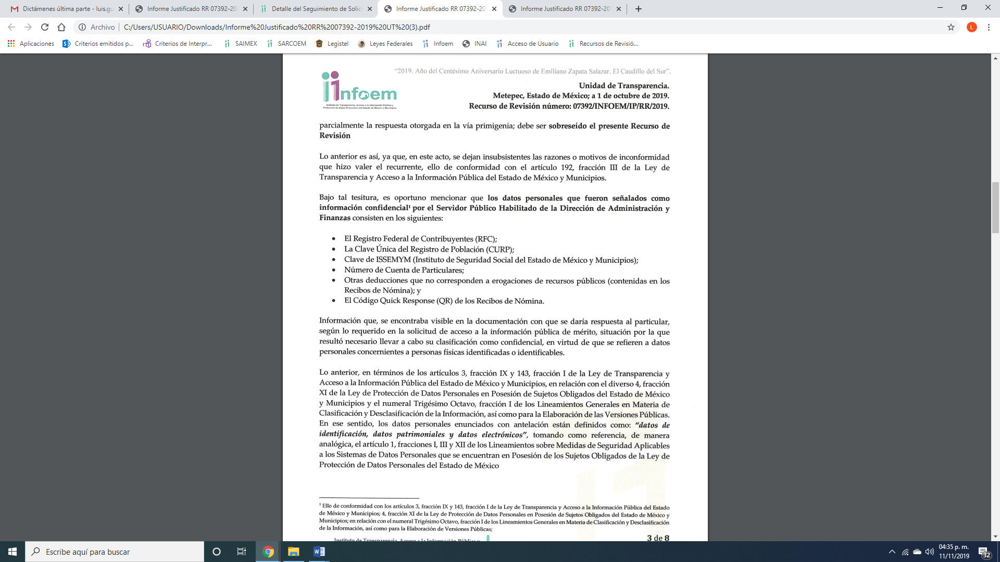 Dictámenes última parte - luis.gu
Informe Justificado RR 07392-201
Detalle del Seguimiento de Solici
Informe Justificado RR 07392-201
Informe Justificado RR 07392-201
Archivo
C:/Users/USUARIO/Downloads/Informe%20Justificado%20RR%2007392-2019%20UT%20(3).pdf
L
Aplicaciones
Criterios emitidos p...
Criterios de Interpr...
SAIMEX
SARCOEM
Legistel
Leyes Federales
Infoem
INAI
Acceso de Usuario
Recursos de Revisió...
“2019. Año del Centésimo Aniversario Luctuoso de Emiliano Zapata Salazar. El Caudillo del Sur”.
infoem
Instituto de Transparencia, Acceso a la Información Pública y
Protección de Datos Personales del Estado de México y Municipios
Unidad de Transparencia.
Metepec, Estado de México; a 1 de octubre de 2019.
Recurso de Revisión número: 07392/INFOEM/IP/RR/2019.
parcialmente la respuesta otorgada en la vía primigenia; debe ser sobreseído el presente Recurso de
Revisión
Lo anterior es así, ya que, en este acto, se dejan insubsistentes las razones o motivos de inconformidad
que hizo valer el recurrente, ello de conformidad con el artículo 192, fracción III de la Ley de
Transparencia y Acceso a la Información Pública del Estado de México y Municipios.
Bajo tal tesitura, es oportuno mencionar que los datos personales que fueron señalados como
información confidencial¹ por el Servidor Público Habilitado de la Dirección de Administración y
Finanzas consisten en los siguientes:
• El Registro Federal de Contribuyentes (RFC);
• La Clave Única del Registro de Población (CURP);
• Clave de ISSEMYM (Instituto de Seguridad Social del Estado de México y Municipios);
• Número de Cuenta de Particulares;
• Otras deducciones que no corresponden a erogaciones de recursos públicos (contenidas en los
Recibos de Nómina); y
• El Código Quick Response (QR) de los Recibos de Nómina.
Información que, se encontraba visible en la documentación con que se daría respuesta al particular,
según lo requerido en la solicitud de acceso a la información pública de mérito, situación por la que
resultó necesario llevar a cabo su clasificación como confidencial, en virtud de que se refieren a datos
personales concernientes a personas físicas identificadas o identificables.
Lo anterior, en términos de los artículos 3, fracción IX y 143, fracción I de la Ley de Transparencia y
Acceso a la Información Pública del Estado de México y Municipios, en relación con el diverso 4, fracción
XI de la Ley de Protección de Datos Personales en Posesión de Sujetos Obligados del Estado de México
y Municipios y el numeral Trigésimo Octavo, fracción I de los Lineamientos Generales en Materia de
Clasificación y Desclasificación de la Información, así como para la Elaboración de las Versiones Públicas.
En ese sentido, los datos personales enunciados con antelación están definidos como: “datos de
identificación, datos patrimoniales y datos electrónicos”, tomando como referencia, de manera
analógica, el artículo 1, fracciones I, III y XII de los Lineamientos sobre Medidas de Seguridad Aplicables
a los Sistemas de Datos Personales que se encuentran en Posesión de los Sujetos Obligados de la Ley de
Protección de Datos Personales del Estado de México
¹ Ello de conformidad con los artículos 3, fracción IX y 143, fracción I de la Ley de Transparencia y Acceso a la Información Pública del Estado
de México y Municipios; 4, fracción XI de la Ley de Protección de Datos Personales en Posesión de Sujetos Obligados del Estado de México y
Municipios; en relación con el numeral Trigésimo Octavo, fracción I de los Lineamientos Generales en Materia de Clasificación y Desclasificación
de la Información, así como para la Elaboración de Versiones Públicas;
3 de 8
Instituto de Transparencia, Acceso a la Información Pública y
Escribe aquí para buscar
04:35 p. m.
11/11/2019
32